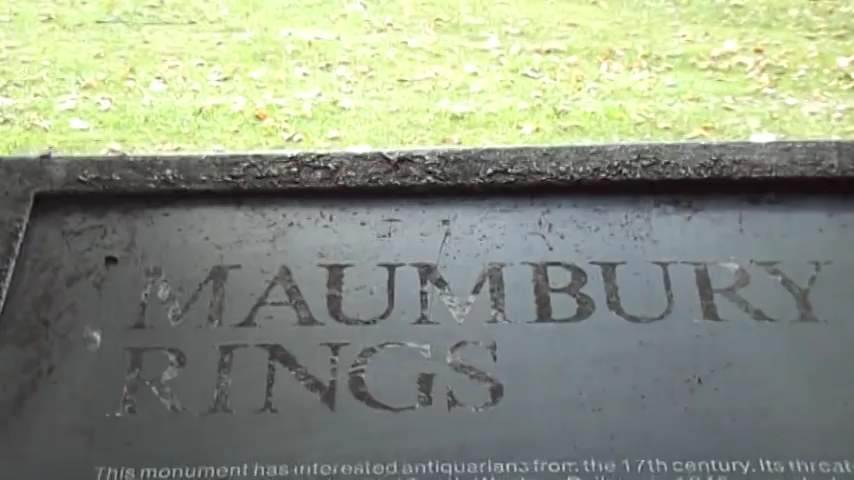 MAUMBURY
RINGS
This monument has interested antiquarians from the 17th century. Its threat